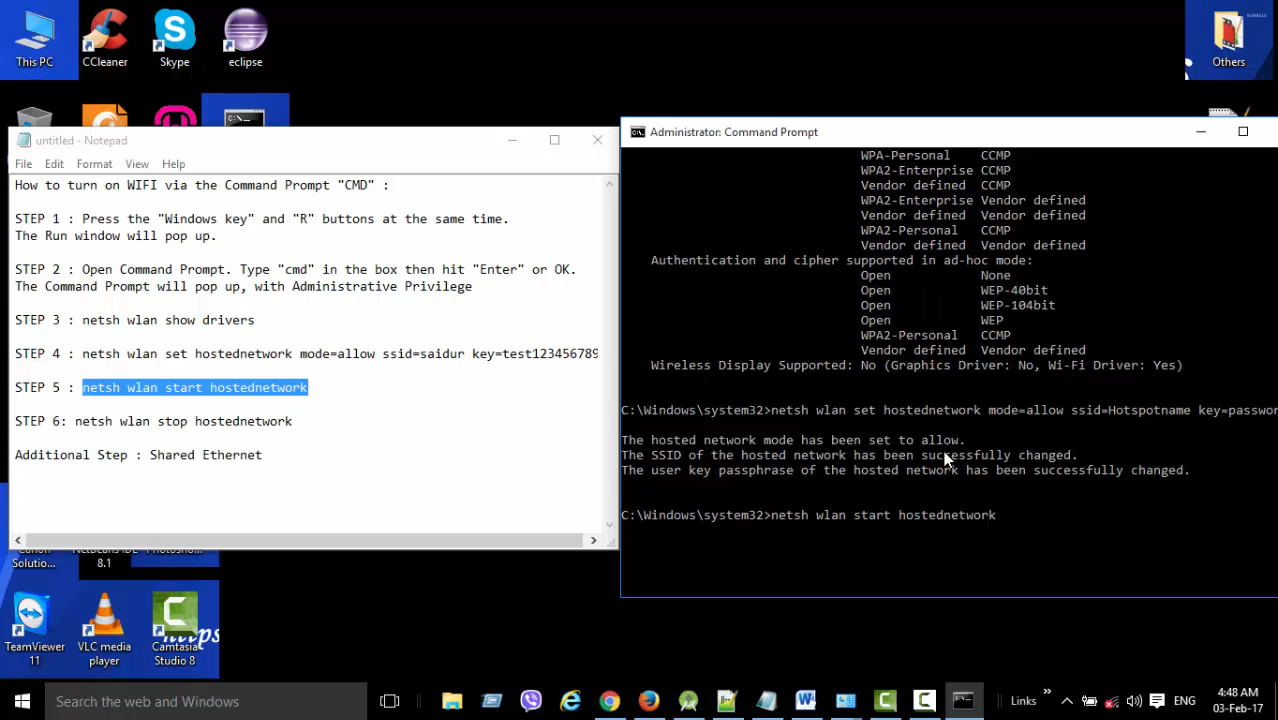 This PC
CCleaner
Skype
eclipse
Others
untitled - Notepad
File Edit Format View Help
How to turn on WIFI via the Command Prompt "CMD" :
STEP 1 : Press the "Windows key" and "R" buttons at the same time.
The Run window will pop up.
STEP 2 : Open Command Prompt. Type "cmd" in the box then hit "Enter" or OK.
The Command Prompt will pop up, with Administrative Privilege
STEP 3 : netsh wlan show drivers
STEP 4 : netsh wlan set hostednetwork mode=allow ssid=saidur key=test123456789
STEP 5 : netsh wlan start hostednetwork
STEP 6: netsh wlan stop hostednetwork
Additional Step : Shared Ethernet
Administrator: Command Prompt
WPA-Personal CCMP
WPA2-Enterprise CCMP
Vendor defined CCMP
WPA2-Enterprise Vendor defined
Vendor defined Vendor defined
WPA2-Personal CCMP
Vendor defined Vendor defined
Authentication and cipher supported in ad-hoc mode:
Open None
Open WEP-40bit
Open WEP-104bit
Open WEP
WPA2-Personal CCMP
Vendor defined Vendor defined
Wireless Display Supported: No (Graphics Driver: No, Wi-Fi Driver: Yes)
C:\Windows\system32>netsh wlan set hostednetwork mode=allow ssid=Hotspotname key=passwor
The hosted network mode has been set to allow.
The SSID of the hosted network has been successfully changed.
The user key passphrase of the hosted network has been successfully changed.
C:\Windows\system32>netsh wlan start hostednetwork
Solutio...
8.1
TeamViewer
11
VLC media
player
Camtasia
Studio 8
https
Search the web and Windows
Links
ENG
4:48 AM
03-Feb-17